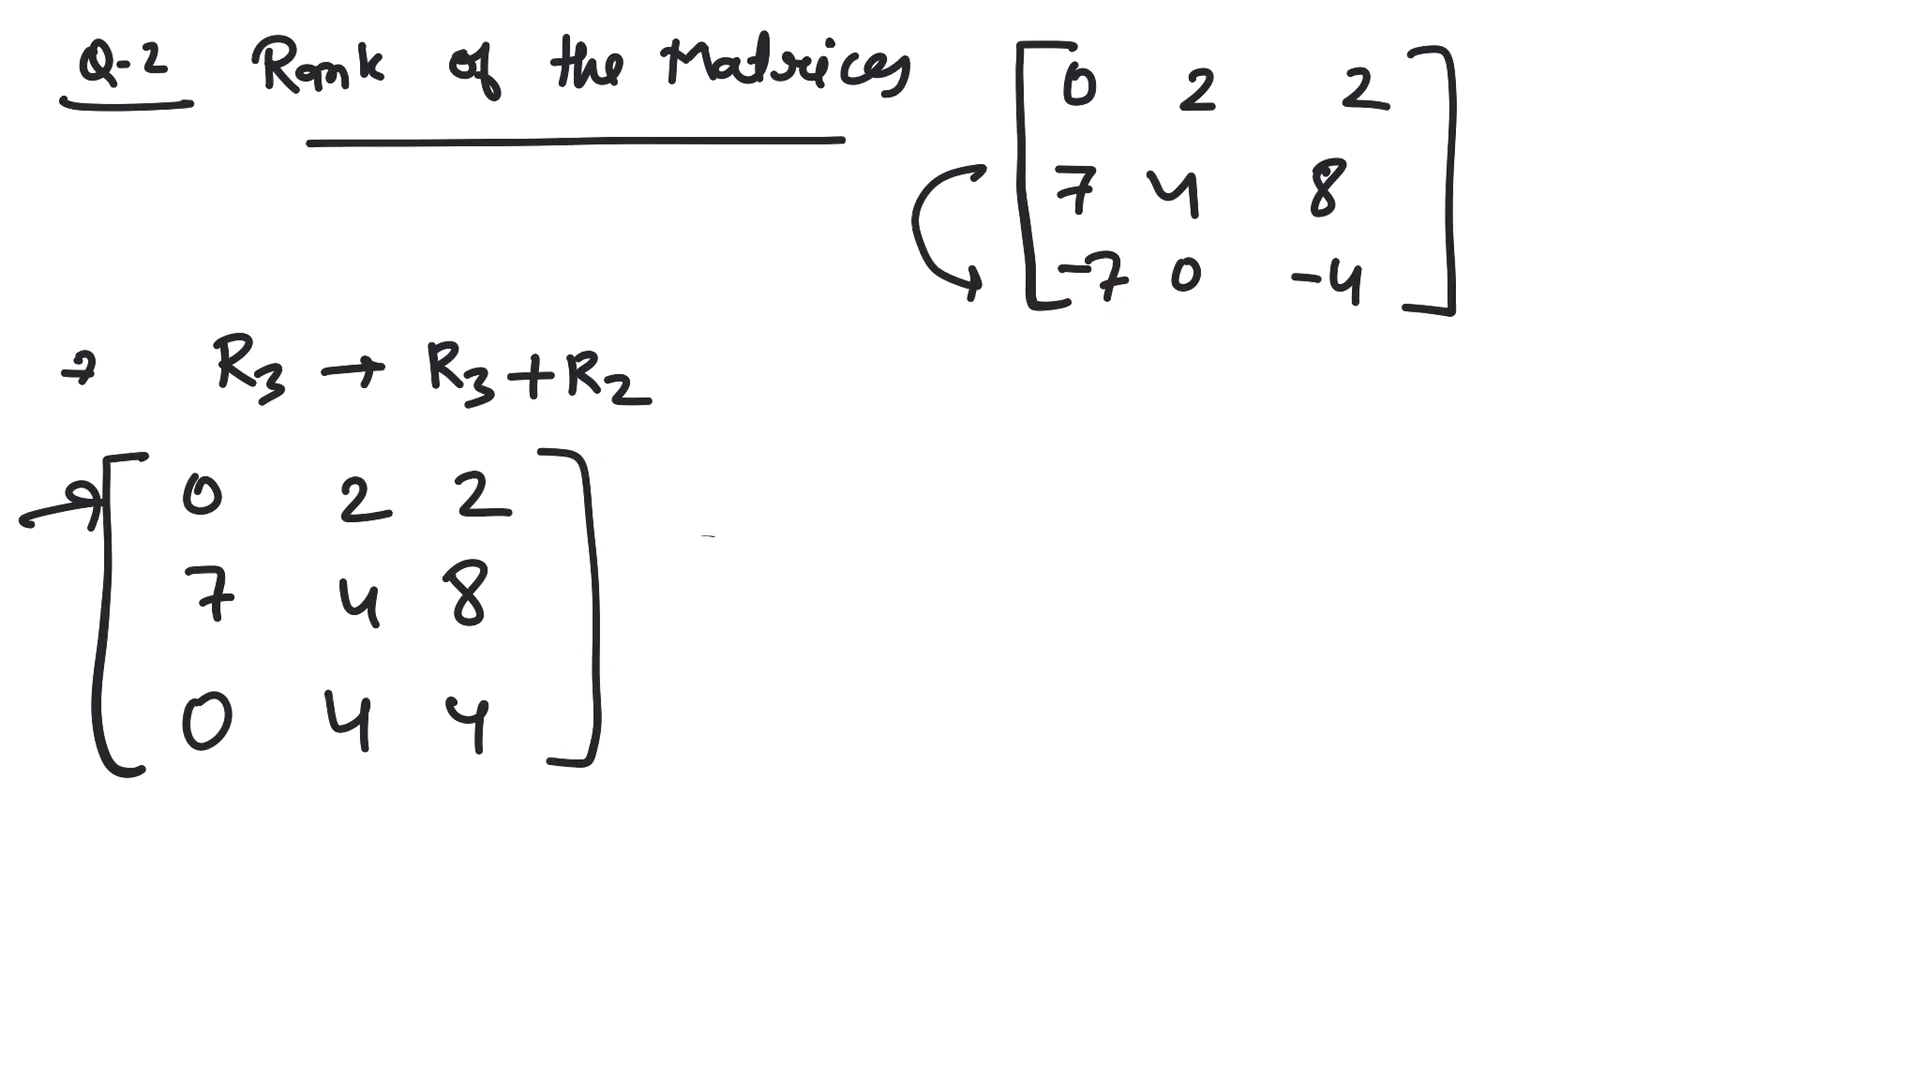 Q-2 Rank of the Matrices
0 2 2
7 4 8
-7 0 -4
→ R3 → R3+R2
0 2 2
7 4 8
0 4 4